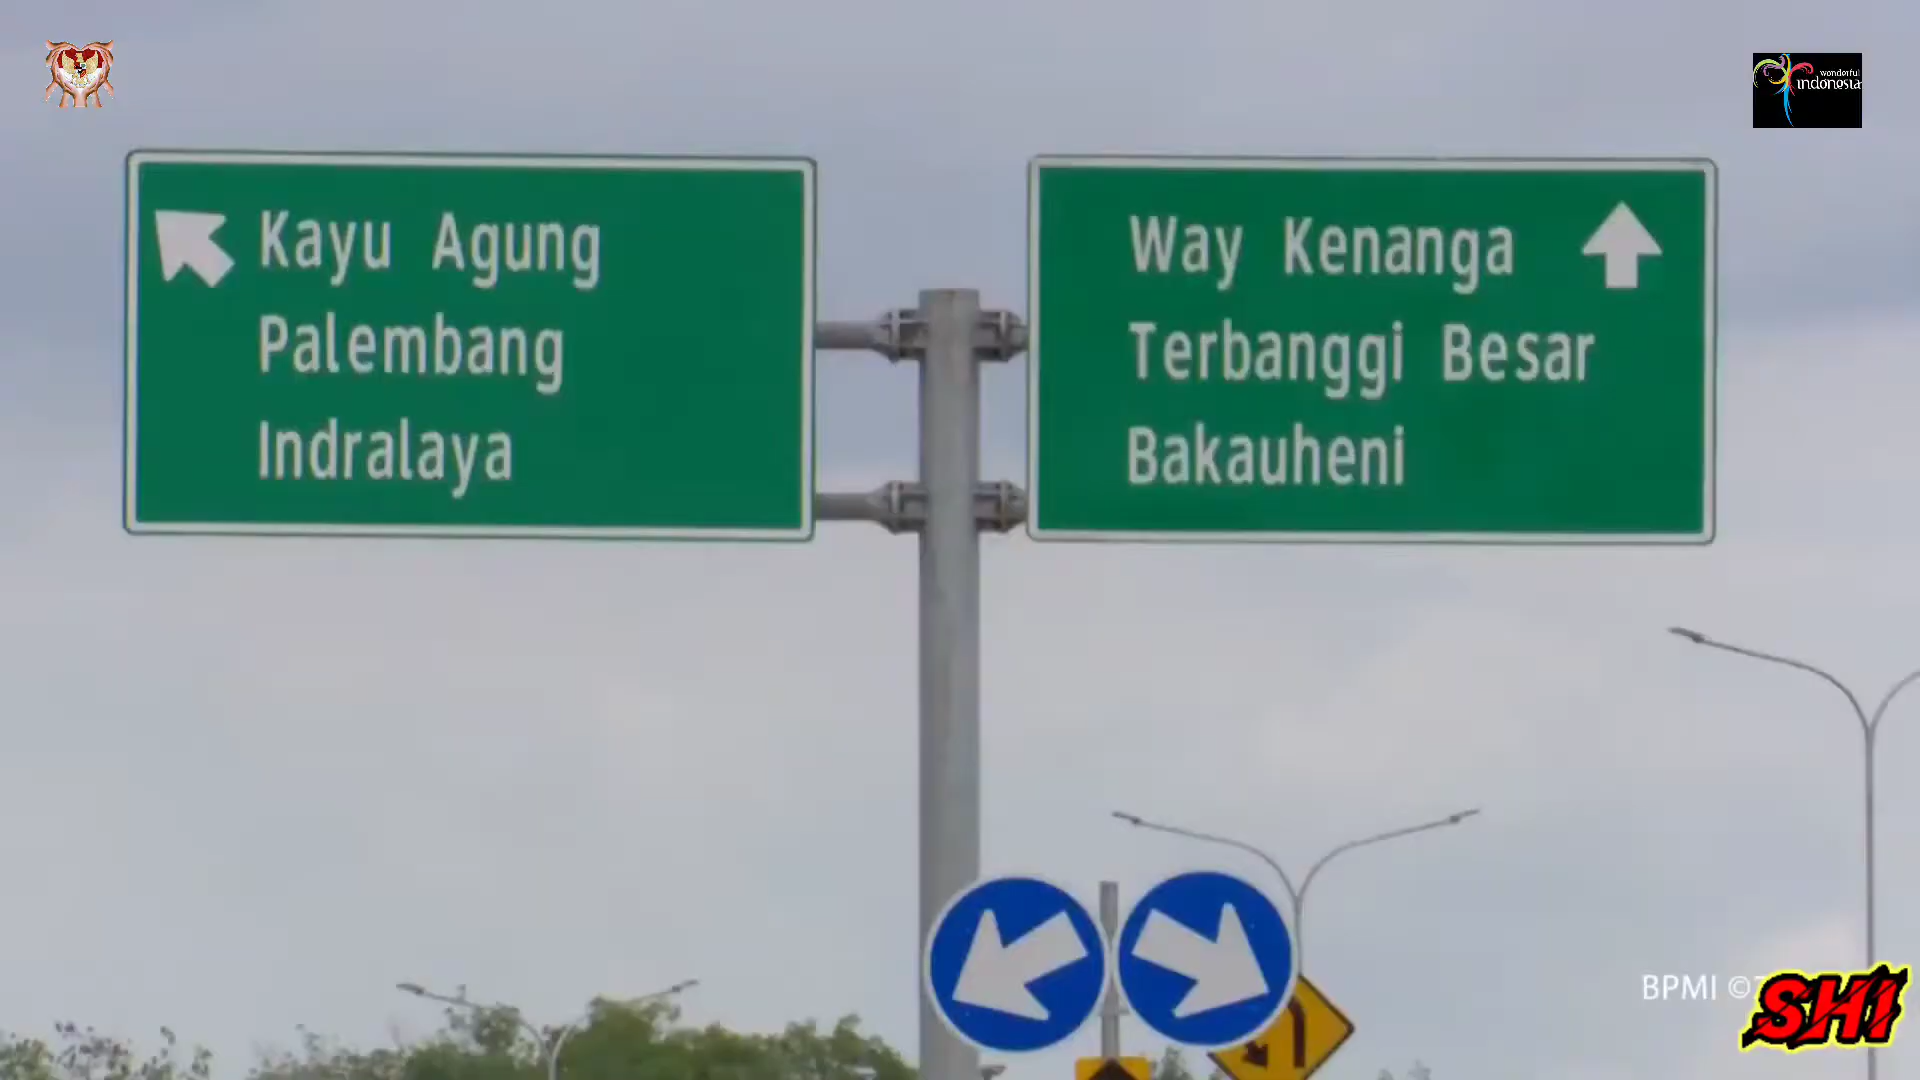 wonderful
indonesia
Kayu Agung
Palembang
Indralaya
Way Kenanga
Terbanggi Besar
Bakauheni
BPMI ©
SHI